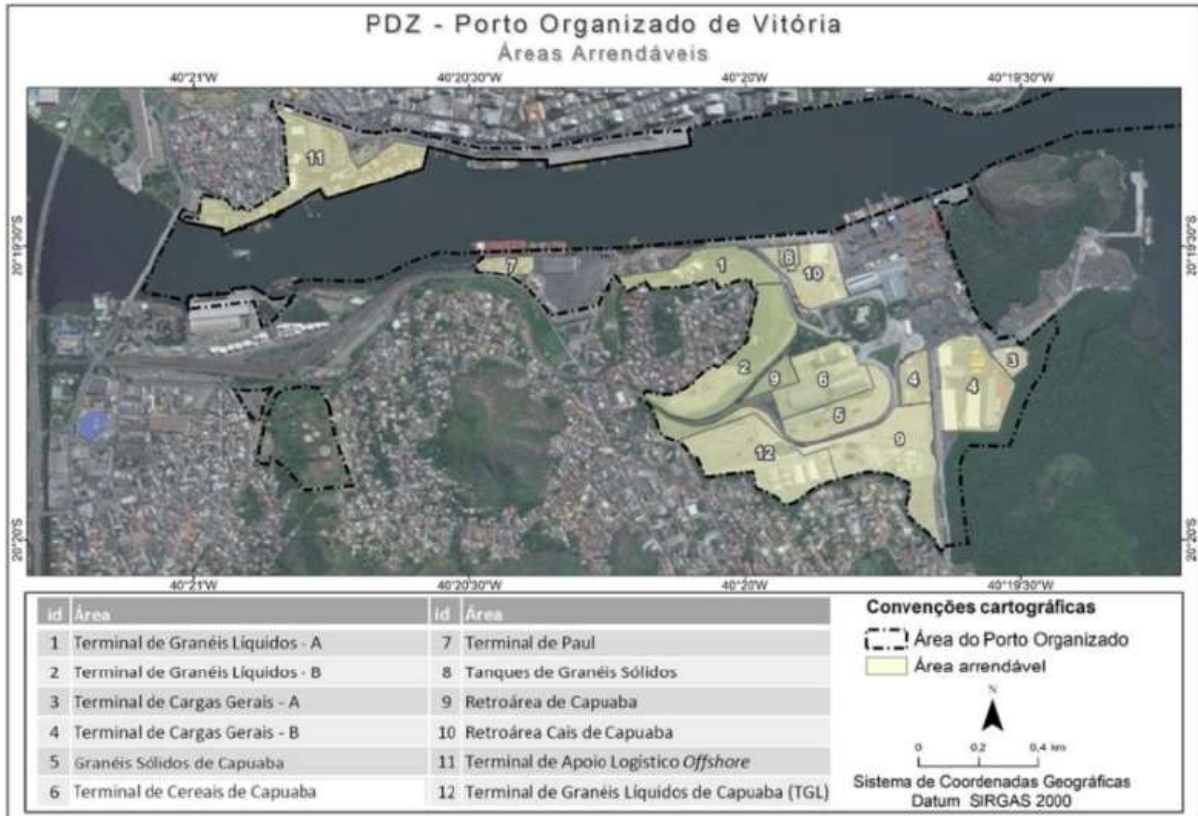 PDZ - Porto Organizado de Vitória
Áreas Arrendáveis
40°21'W 40°20'30"W 40°20'W 40°19'30"W
20°19'30"S 20°19'30"S
11
7 1 8 10
2 9 6 4 4 3
5 9
12
20°20'S 20°20'S
40°21'W 40°20'30"W 40°20'W 40°19'30"W
id Área id Área
1 Terminal de Granéis Líquidos - A 7 Terminal de Paul
2 Terminal de Granéis Líquidos - B 8 Tanques de Granéis Sólidos
3 Terminal de Cargas Gerais - A 9 Retroárea de Capuaba
4 Terminal de Cargas Gerais - B 10 Retroárea Cais de Capuaba
5 Granéis Sólidos de Capuaba 11 Terminal de Apoio Logístico Offshore
6 Terminal de Cereais de Capuaba 12 Terminal de Granéis Líquidos de Capuaba (TGL)
Convenções cartográficas
Área do Porto Organizado
Área arrendável
N
0 0,2 0,4 km
Sistema de Coordenadas Geográficas
Datum SIRGAS 2000